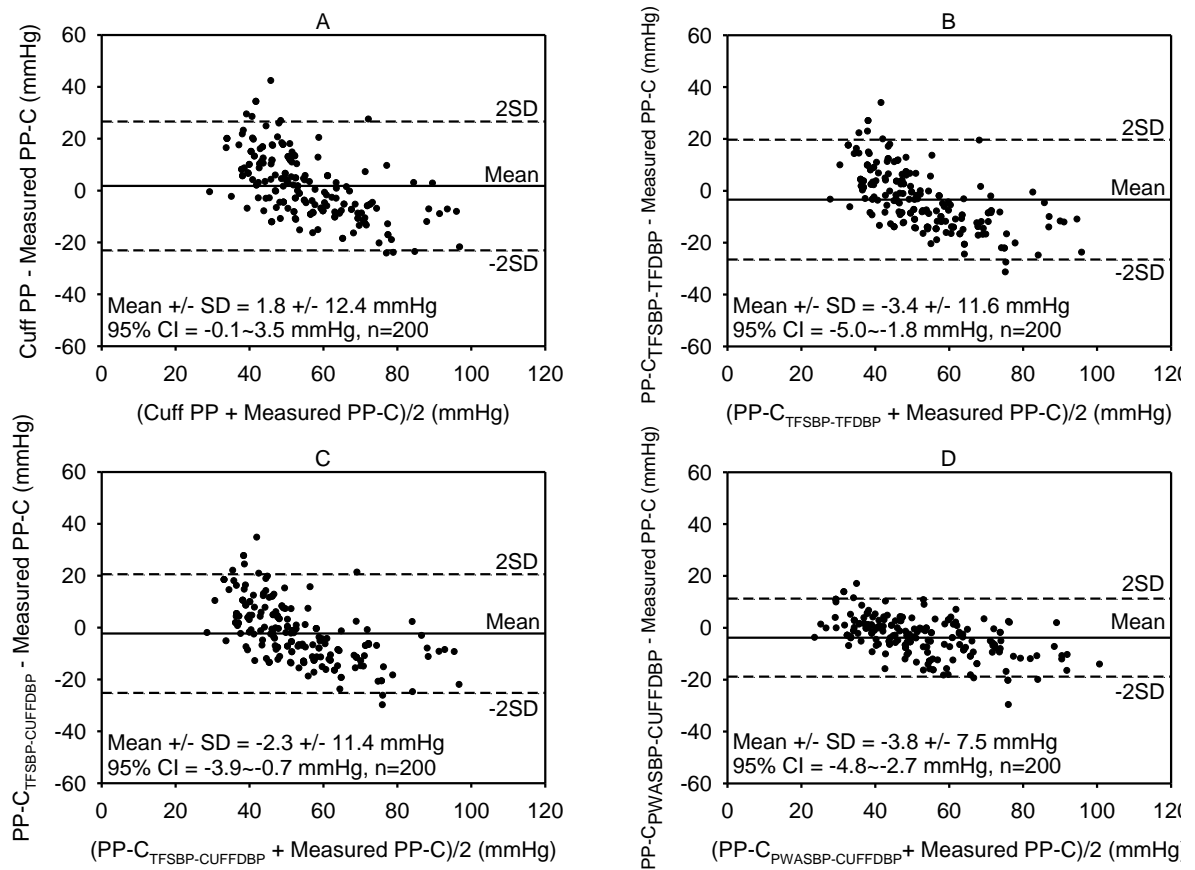 A
Cuff PP - Measured PP-C (mmHg)
60
40
20
0
-20
-40
-60
2SD
Mean
-2SD
Mean +/- SD = 1.8 +/- 12.4 mmHg
95% CI = -0.1~3.5 mmHg, n=200
0 20 40 60 80 100 120
(Cuff PP + Measured PP-C)/2 (mmHg)
B
PP-CTFSBP-TFDBP - Measured PP-C (mmHg)
60
40
20
0
-20
-40
-60
2SD
Mean
-2SD
Mean +/- SD = -3.4 +/- 11.6 mmHg
95% CI = -5.0~-1.8 mmHg, n=200
0 20 40 60 80 100
(PP-CTFSBP-TFDBP + Measured PP-C)/2 (mmHg)
C
PP-CTFSBP-CUFFDBP - Measured PP-C (mmHg)
60
40
20
0
-20
-40
-60
2SD
Mean
-2SD
Mean +/- SD = -2.3 +/- 11.4 mmHg
95% CI = -3.9~-0.7 mmHg, n=200
0 20 40 60 80 100 120
(PP-CTFSBP-CUFFDBP + Measured PP-C)/2 (mmHg)
D
PP-CPWASBP-CUFFDBP - Measured PP-C (mmHg)
60
40
20
0
-20
-40
-60
2SD
Mean
-2SD
Mean +/- SD = -3.8 +/- 7.5 mmHg
95% CI = -4.8~-2.7 mmHg, n=200
0 20 40 60 80 100
(PP-CPWASBP-CUFFDBP+ Measured PP-C)/2 (mmHg)